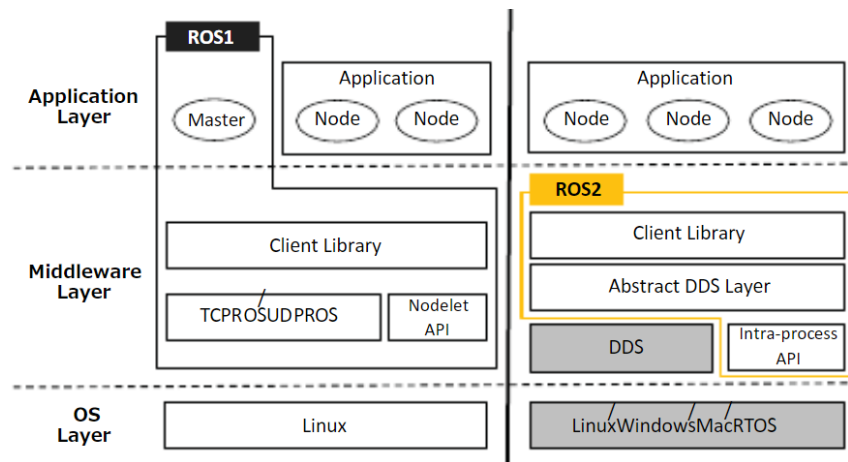 ROS1
Application
Layer
Master
Application
Node
Node
Application
Node
Node
Node
Middleware
Layer
Client Library
TCPROS/UDPROS
Nodelet
API
ROS2
Client Library
Abstract DDS Layer
DDS
Intra-process
API
OS
Layer
Linux
Linux/Windows/Mac/RTOS